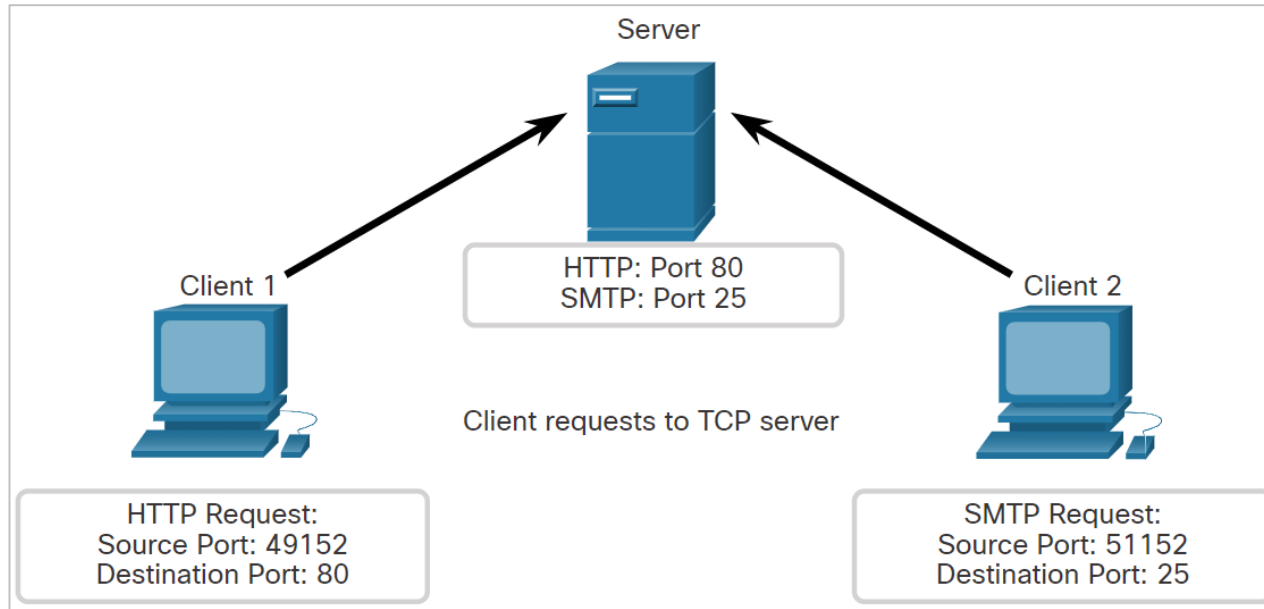 Server
HTTP: Port 80
SMTP: Port 25
Client 1
Client 2
Client requests to TCP server
HTTP Request:
Source Port: 49152
Destination Port: 80
SMTP Request:
Source Port: 51152
Destination Port: 25